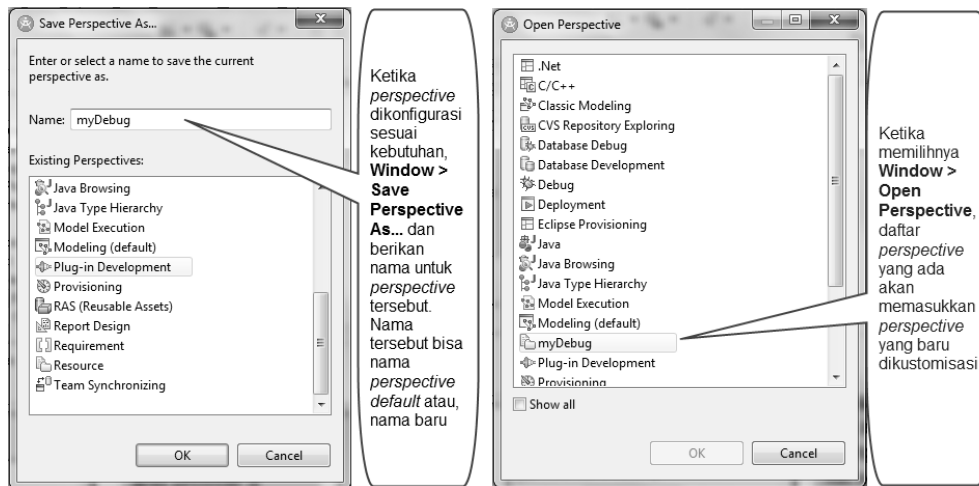 Save Perspective As...
Enter or select a name to save the current
perspective as.
Name: myDebug
Existing Perspectives:
Java Browsing
Java Type Hierarchy
Model Execution
Modeling (default)
Plug-in Development
Provisioning
RAS (Reusable Assets)
Report Design
Requirement
Resource
Team Synchronizing
OK
Cancel
Ketika
perspective
dikonfigurasi
sesuai
kebutuhan,
Window >
Save
Perspective
As... dan
berikan
nama untuk
perspective
tersebut.
Nama
tersebut bisa
nama
perspective
default atau,
nama baru
Open Perspective
.Net
C/C++
Classic Modeling
CVS Repository Exploring
Database Debug
Database Development
Debug
Deployment
Eclipse Provisioning
Java
Java Browsing
Java Type Hierarchy
Model Execution
Modeling (default)
myDebug
Plug-in Development
Provisioning
Show all
OK
Cancel
Ketika
memilihnya
Window >
Open
Perspective,
daftar
perspective
yang ada
akan
memasukkan
perspective
yang baru
dikustomisasi